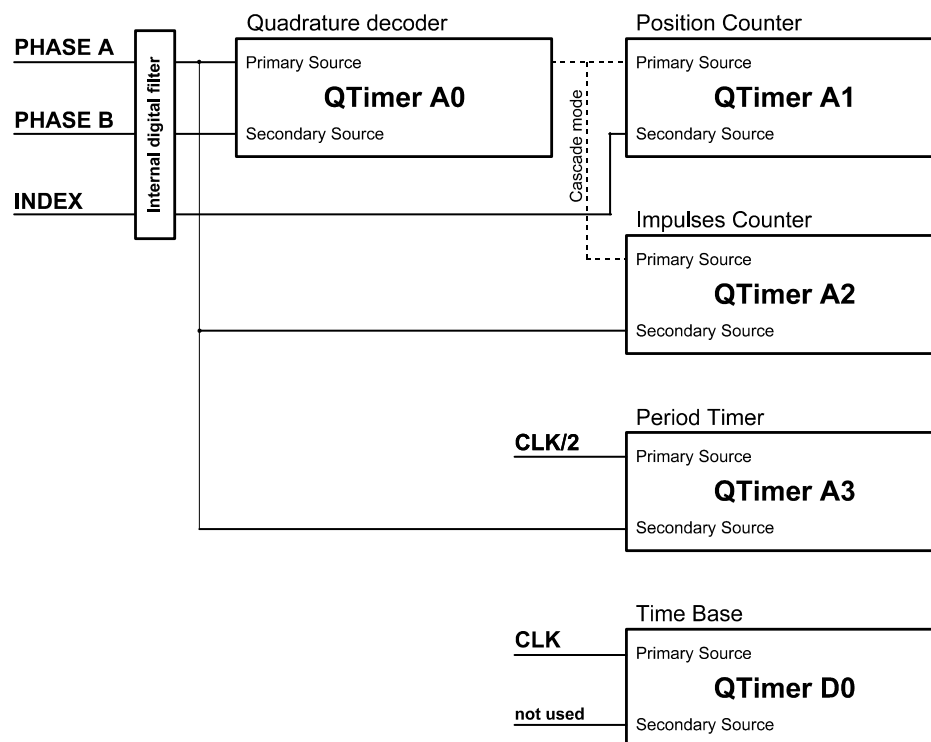 Quadrature decoder
Position Counter
PHASE A
Primary Source
Primary Source
QTimer A0
QTimer A1
PHASE B
Secondary Source
Secondary Source
Internal digital filter
Cascade mode
INDEX
Impulses Counter
Primary Source
QTimer A2
Secondary Source
Period Timer
CLK/2
Primary Source
QTimer A3
Secondary Source
Time Base
CLK
Primary Source
QTimer D0
not used
Secondary Source